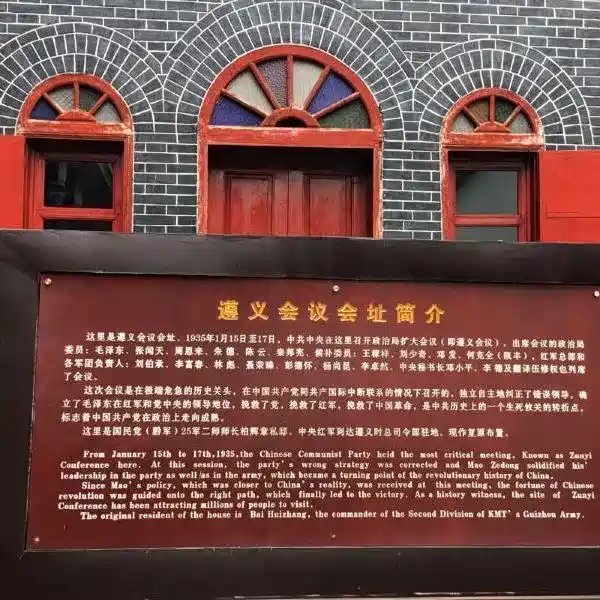 遵义会议会址简介
这里是遵义会议会址。1935年1月15日至17日，中共中央在这里召开政治局扩大会议（即遵义会议）。出席会议的政治局
委员：毛泽东、张闻天、周恩来、朱德、陈云、秦邦宪，候补委员：王稼祥、刘少奇、邓发、何克全（凯丰），红军总部和
各军团负责人：刘伯承、李富春、林彪、聂荣臻、彭德怀、杨尚昆、李卓然，中央秘书长邓小平，李德及翻译伍修权也列席
了会议。
这次会议是在极端危急的历史关头，在中国共产党同共产国际中断联系的情况下召开的，独立自主地纠正了错误领导，确
立了毛泽东在红军和党中央的领导地位，挽救了党、挽救了红军、挽救了中国革命，是中共历史上的一个生死攸关的转折点，
标志着中国共产党在政治上走向成熟。
这里是国民党（黔军）25军二师师长柏辉章私邸，中央红军到达遵义时总司令部驻地，现作复原布置。
From January 15th to 17th,1935,the Chinese Communist Party held the most critical meeting, Known as Zunyi
Conference here. At this session, the party's wrong strategy was corrected and Mao Zedong solidified his
leadership in the party as well as in the army, which became a turning point of the revolutionary history of China.
Since Mao's policy, which was closer to China's reality, was received at this meeting, the fortune of Chinese
revolution was guided onto the right path, which finally led to the victory. As a history witness, the site of Zunyi
Conference has been attracting millions of people to visit.
The original resident of the house is Bai Huizhang, the commander of the Second Division of KMT's Guizhou Army.